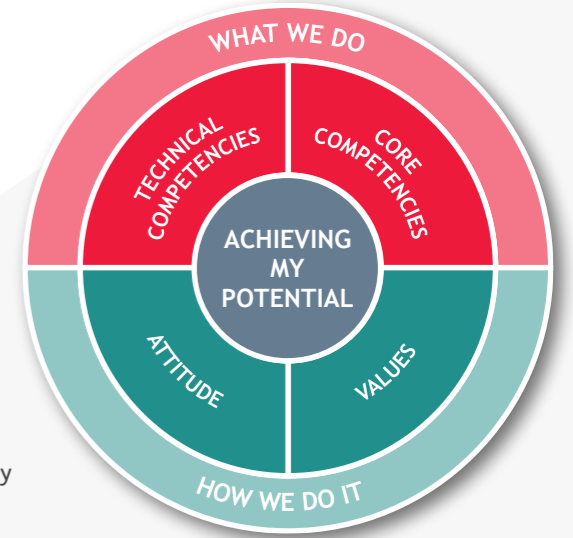 WHAT WE DO
TECHNICAL
COMPETENCIES
CORE
COMPETENCIES
ACHIEVING
MY
POTENTIAL
ATTITUDE
VALUES
y
HOW WE DO IT